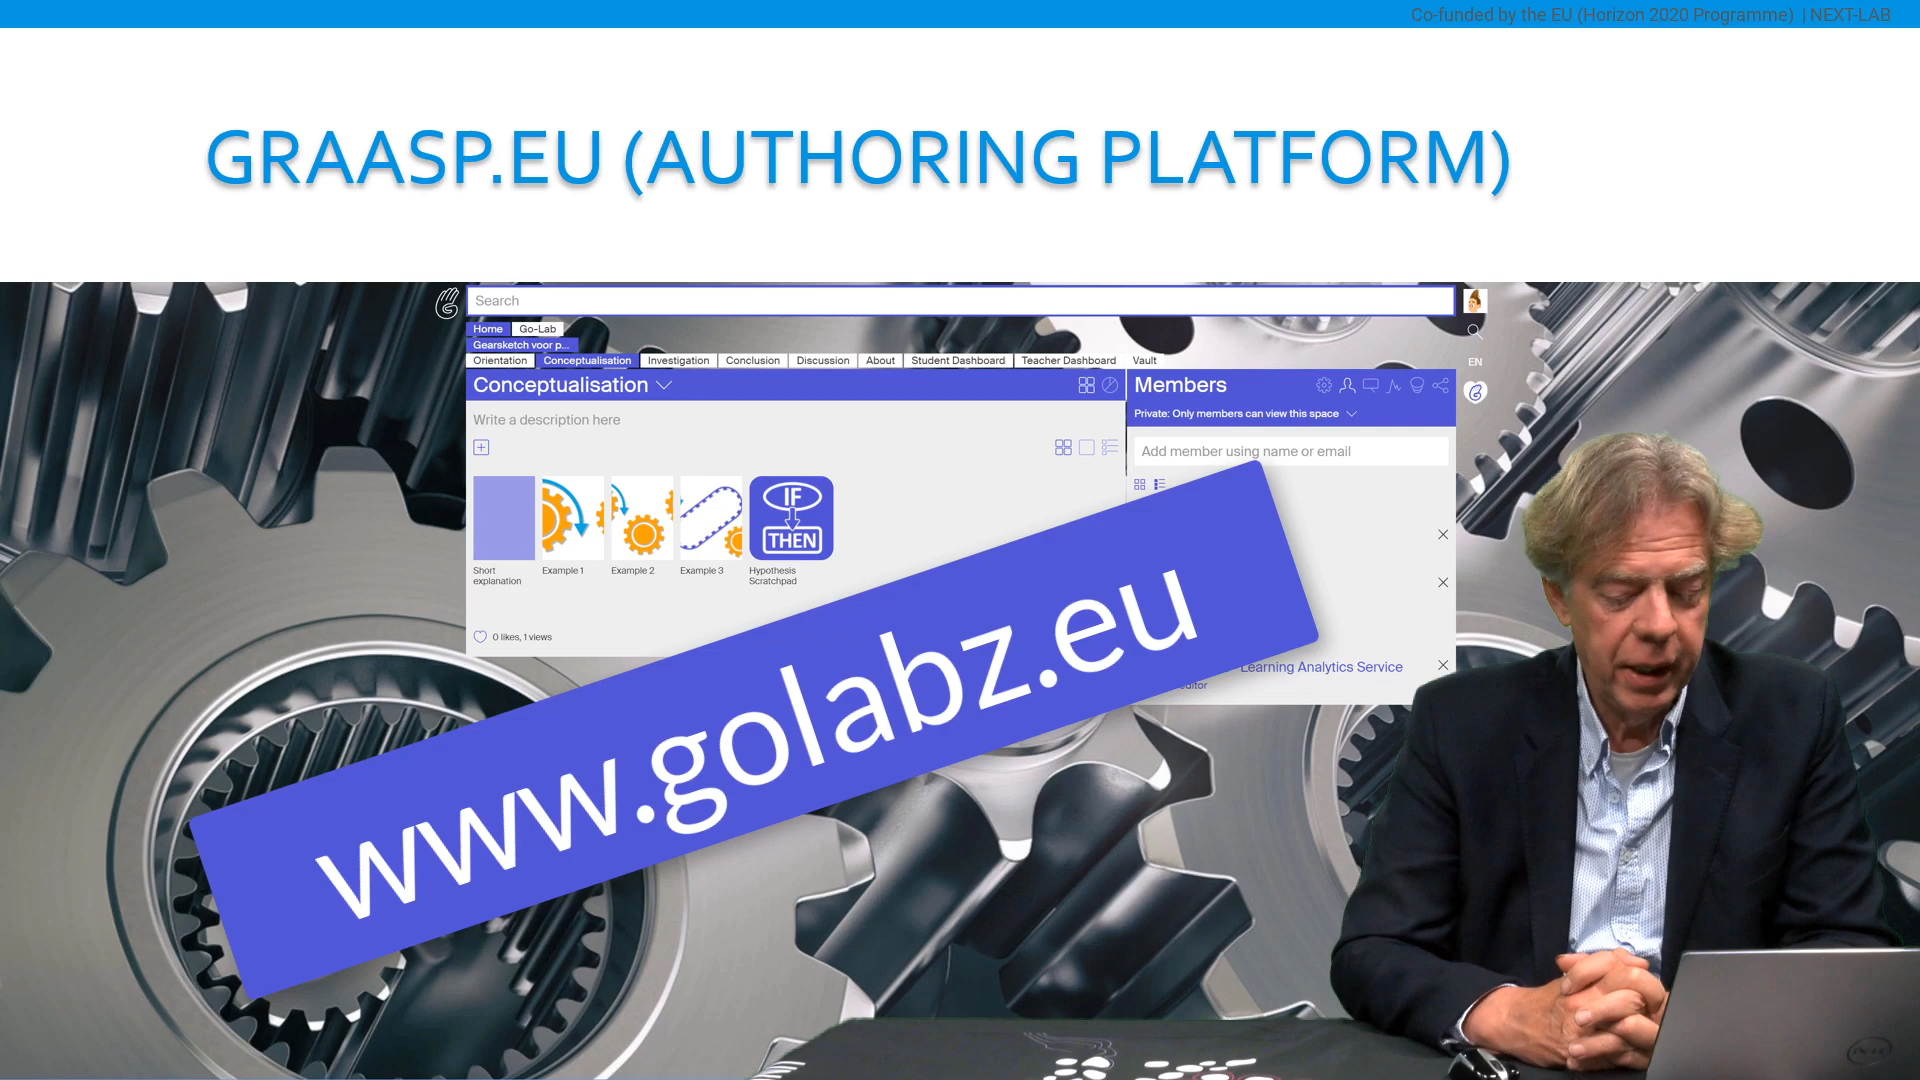 Co-funded by the EU (Horizon 2020 Programme) | NEXT-LAB
GRAASP.EU (AUTHORING PLATFORM)
Search
Home Go-Lab
Gearsketch voor p...
EN
Orientation Conceptualisation Investigation Conclusion Discussion About Student Dashboard Teacher Dashboard Vault
Conceptualisation
Members
Private: Only members can view this space
Write a description here
Add member using name or email
IF
THEN
Short explanation
Example 1
Example 2
Example 3
Hypothesis Scratchpad
0 likes, 1 views
Learning Analytics Service
www.golabz.eu
DELL